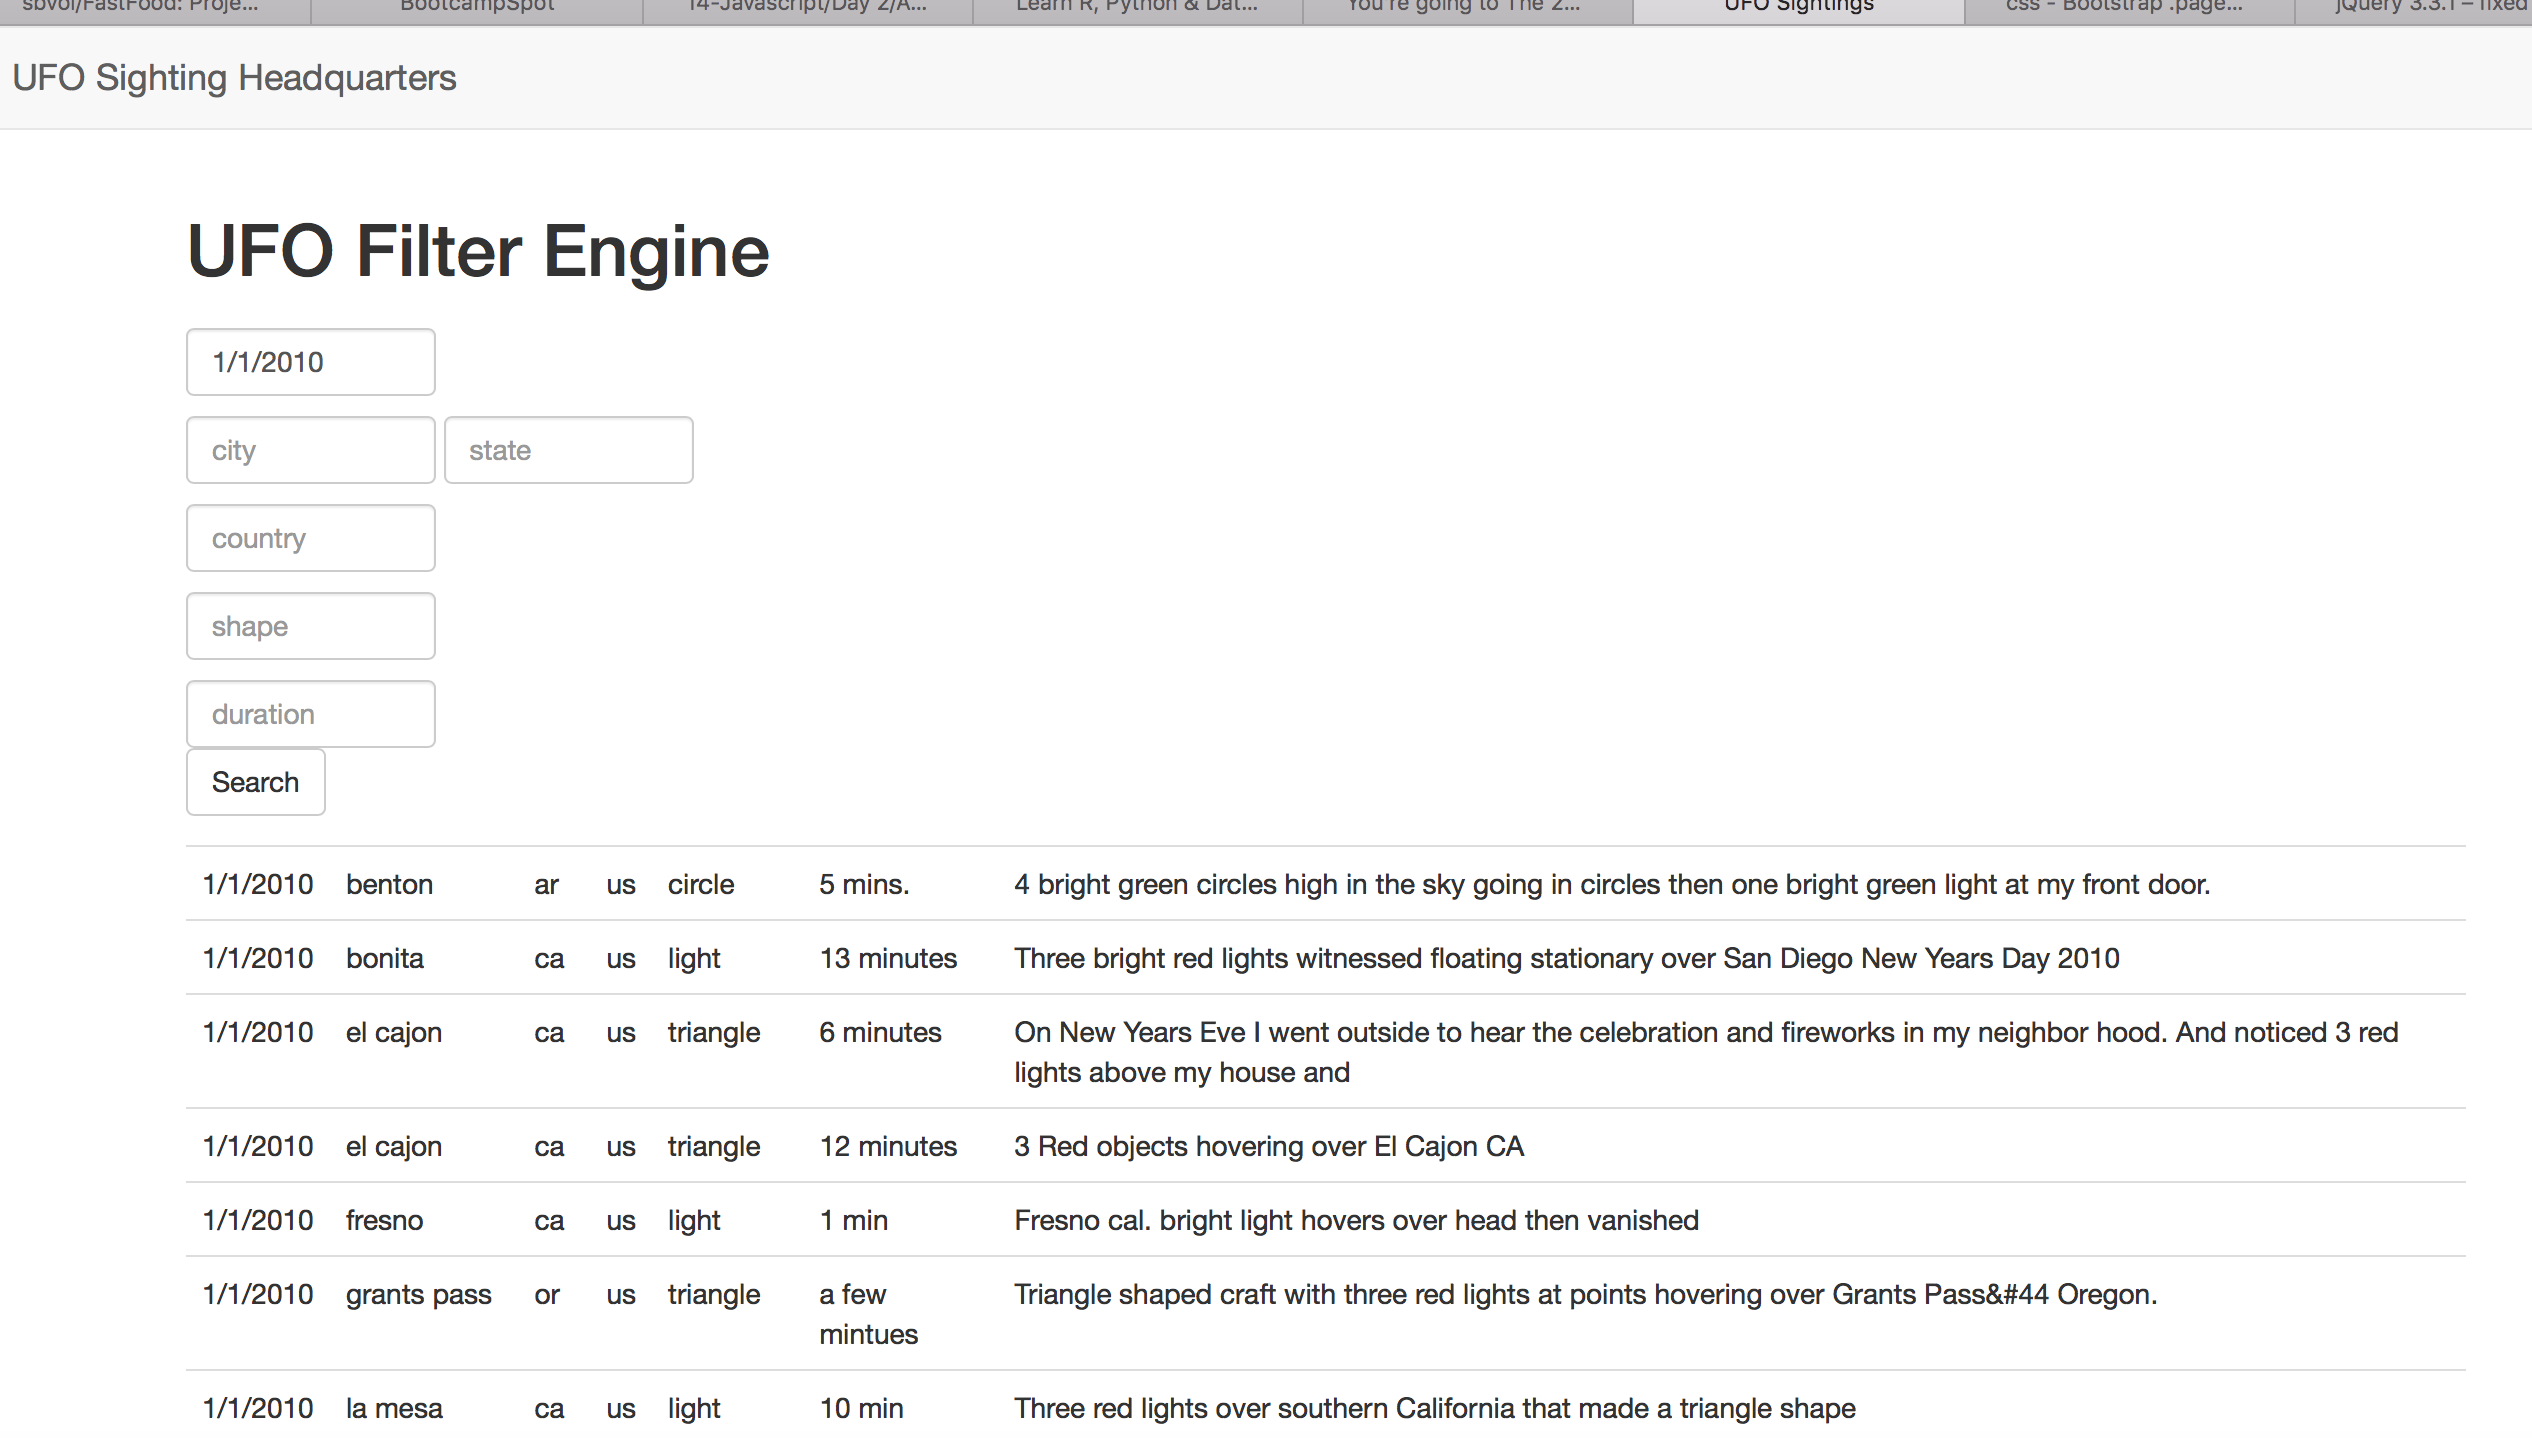 sbvol/FastFood: Proje...
BootcampSpot
14-Javascript/Day 2/A...
Learn R, Python & Dat...
You're going to The 2...
UFO Sightings
css - Bootstrap .page...
jQuery 3.3.1 – fixed
UFO Sighting Headquarters
UFO Filter Engine
1/1/2010
city state
country
shape
duration
Search
1/1/2010 benton ar us circle 5 mins. 4 bright green circles high in the sky going in circles then one bright green light at my front door.
1/1/2010 bonita ca us light 13 minutes Three bright red lights witnessed floating stationary over San Diego New Years Day 2010
1/1/2010 el cajon ca us triangle 6 minutes On New Years Eve I went outside to hear the celebration and fireworks in my neighbor hood. And noticed 3 red
lights above my house and
1/1/2010 el cajon ca us triangle 12 minutes 3 Red objects hovering over El Cajon CA
1/1/2010 fresno ca us light 1 min Fresno cal. bright light hovers over head then vanished
1/1/2010 grants pass or us triangle a few Triangle shaped craft with three red lights at points hovering over Grants Pass&#44 Oregon.
mintues
1/1/2010 la mesa ca us light 10 min Three red lights over southern California that made a triangle shape